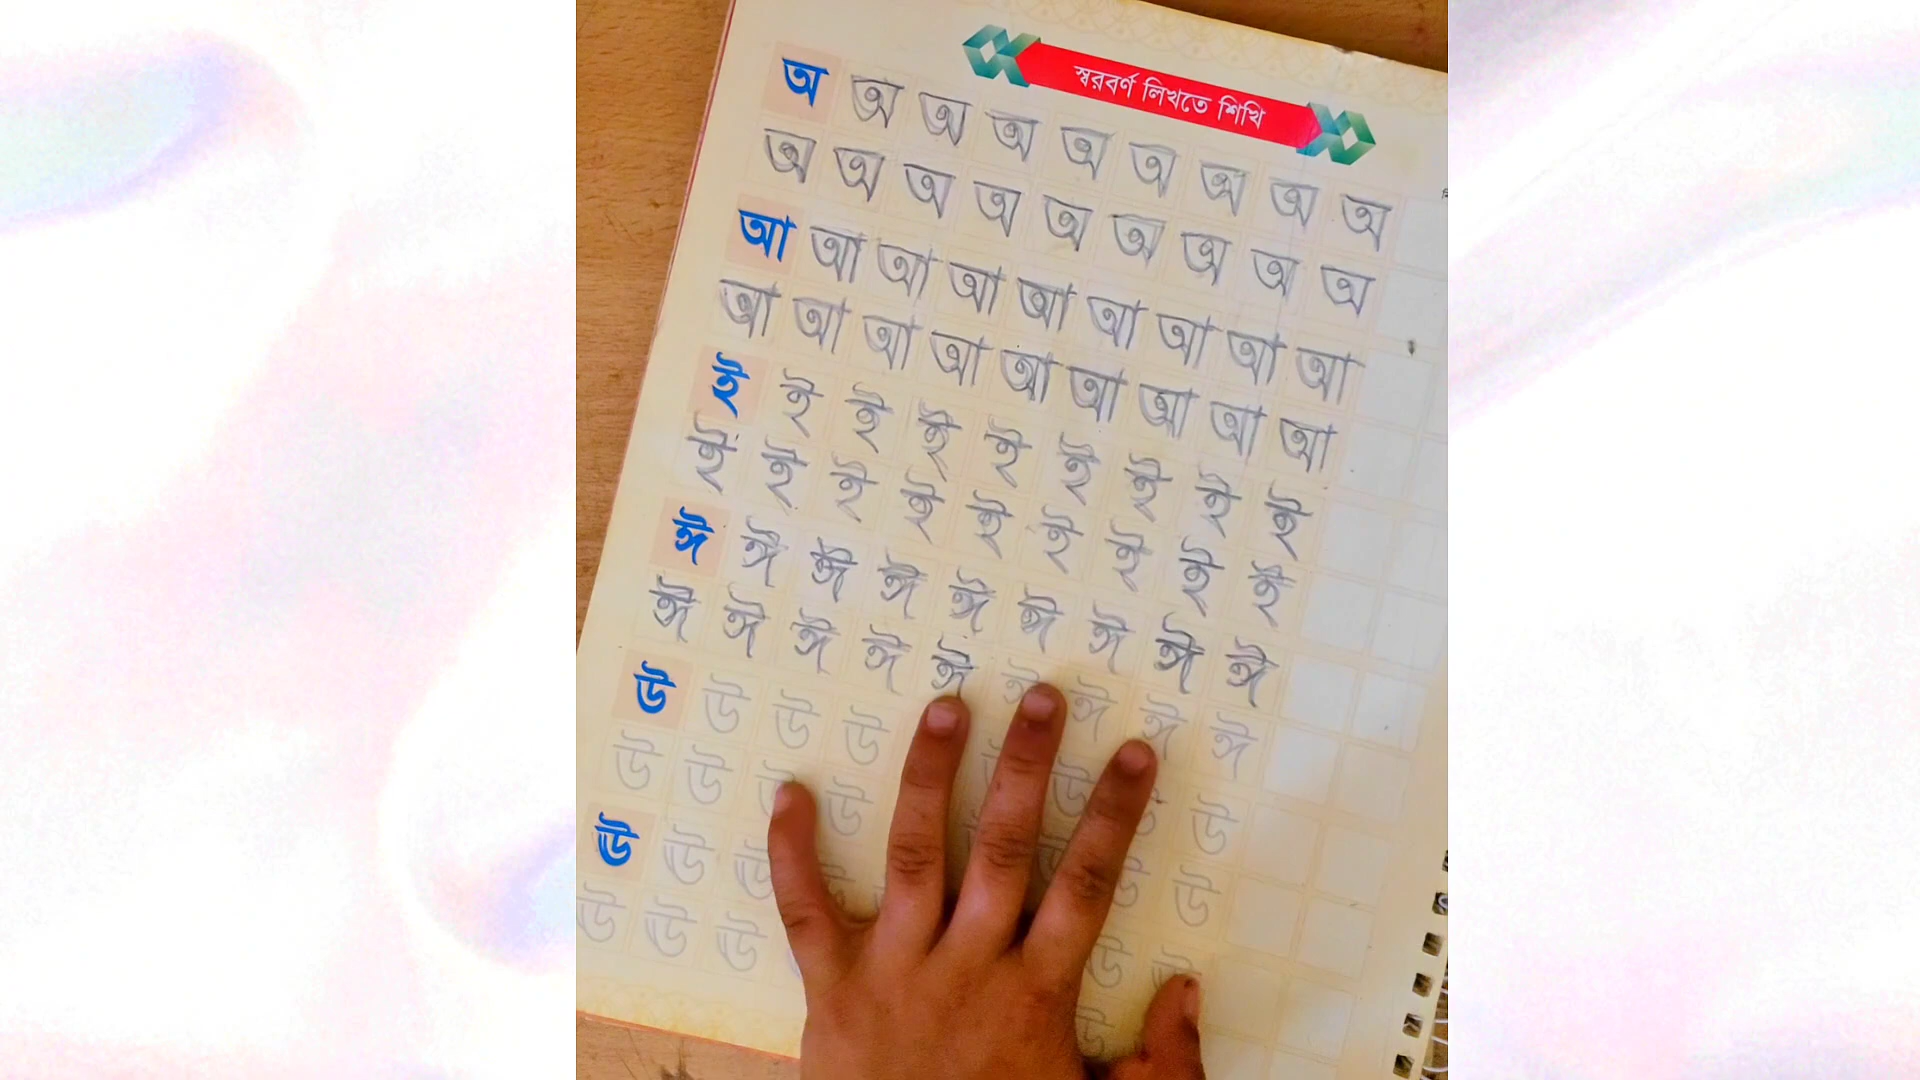 স্বরবর্ণ লিখতে শিখি
অ অ অ অ অ অ অ অ অ
অ অ অ অ অ অ অ অ অ
আ আ আ আ আ আ আ আ আ
আ আ আ আ আ আ আ আ আ
ই ই ই ই ই ই ই ই ই
ই ই ই ই ই ই ই ই ই
ঈ ঈ ঈ ঈ ঈ ঈ ঈ ঈ ঈ
ঈ ঈ ঈ ঈ ঈ ঈ ঈ ঈ ঈ
উ উ উ উ উ উ উ
উ উ উ উ উ উ
ঊ ঊ ঊ ঊ ঊ
ঊ ঊ ঊ ঊ